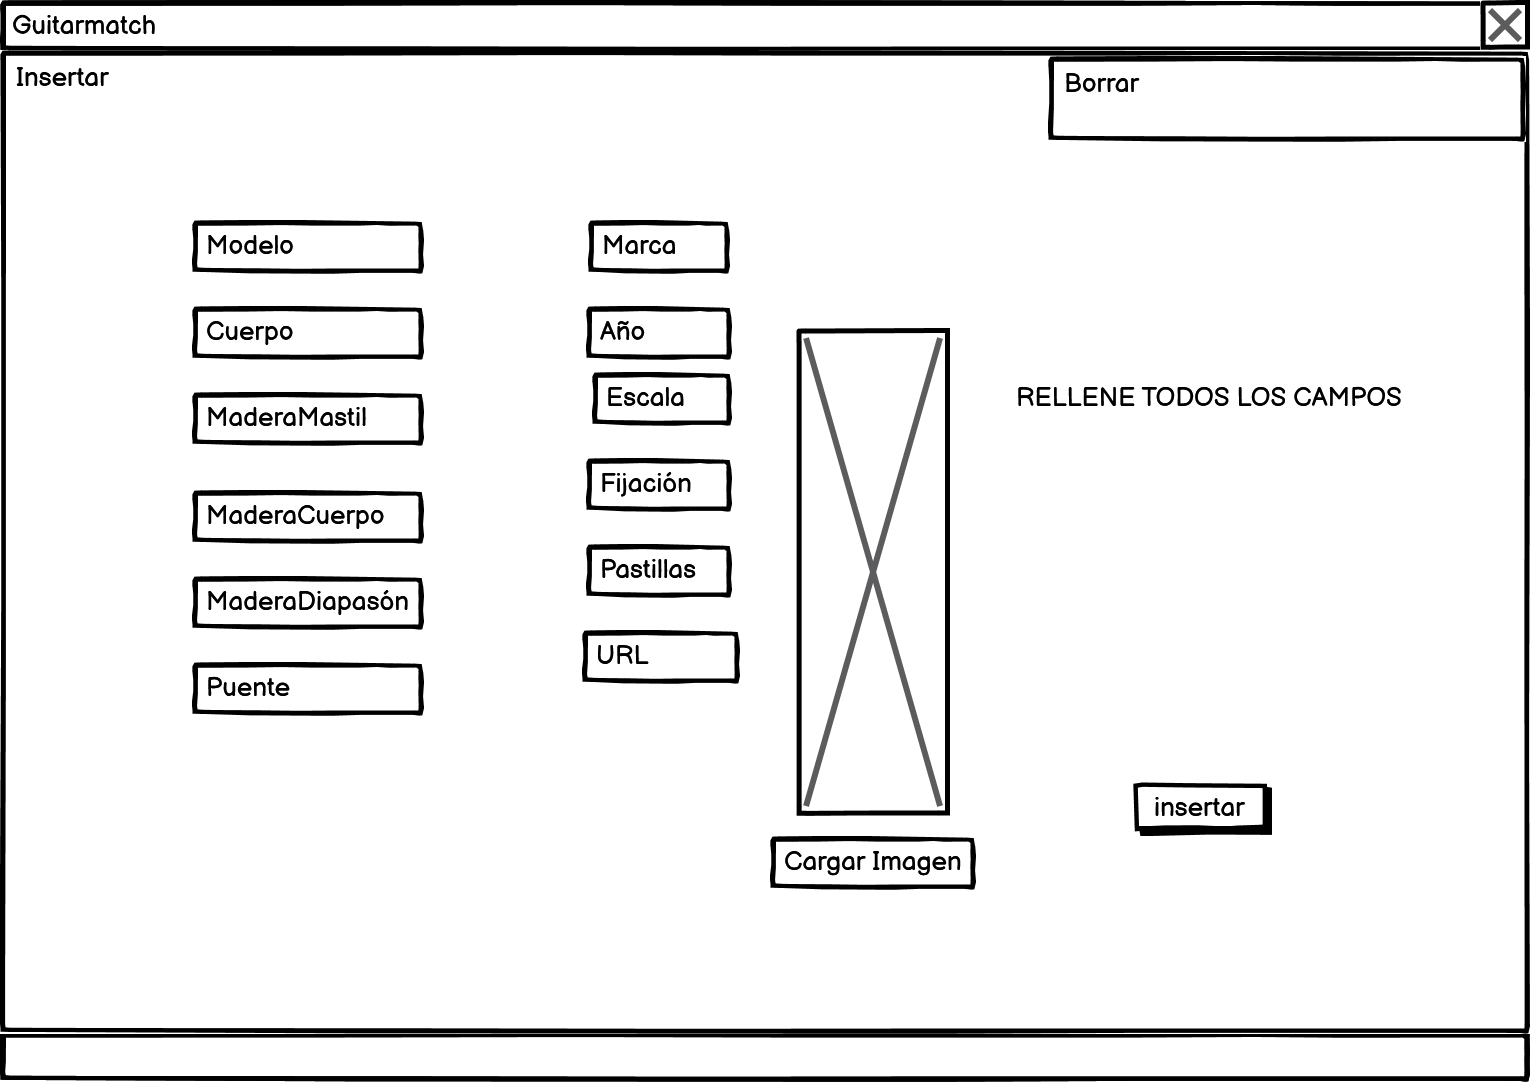 Guitarmatch
Insertar
Borrar
Modelo
Marca
Cuerpo
Año
Escala
MaderaMastil
RELLENE TODOS LOS CAMPOS
Fijación
MaderaCuerpo
Pastillas
MaderaDiapasón
URL
Puente
insertar
Cargar Imagen